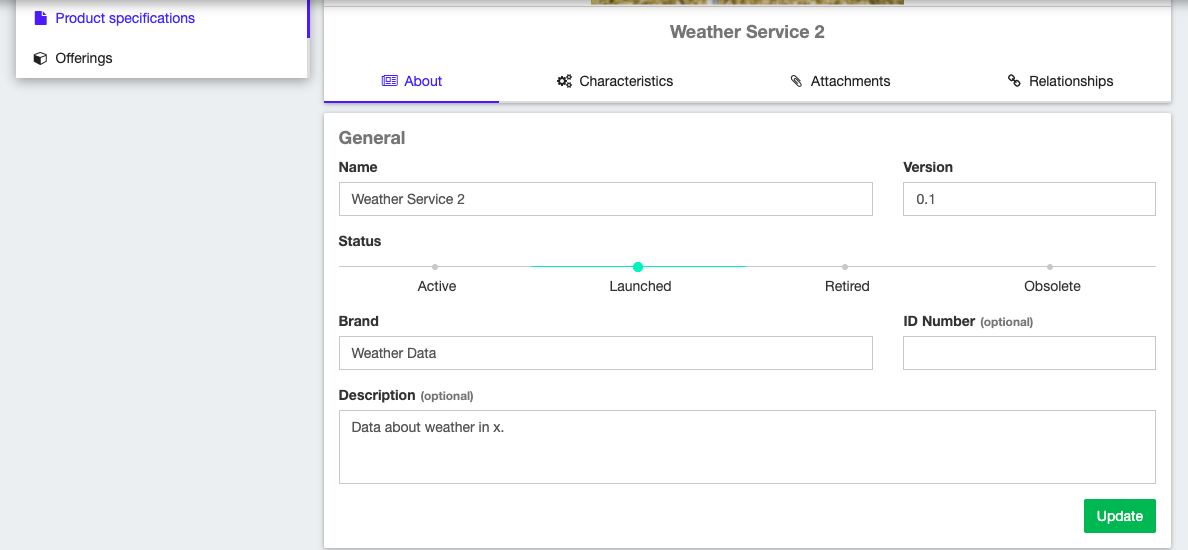 Product specifications
Offerings
Weather Service 2
About Characteristics Attachments Relationships
General
Name Version
Weather Service 2 0.1
Status
Active Launched Retired Obsolete
Brand ID Number (optional)
Weather Data
Description (optional)
Data about weather in x.
Update